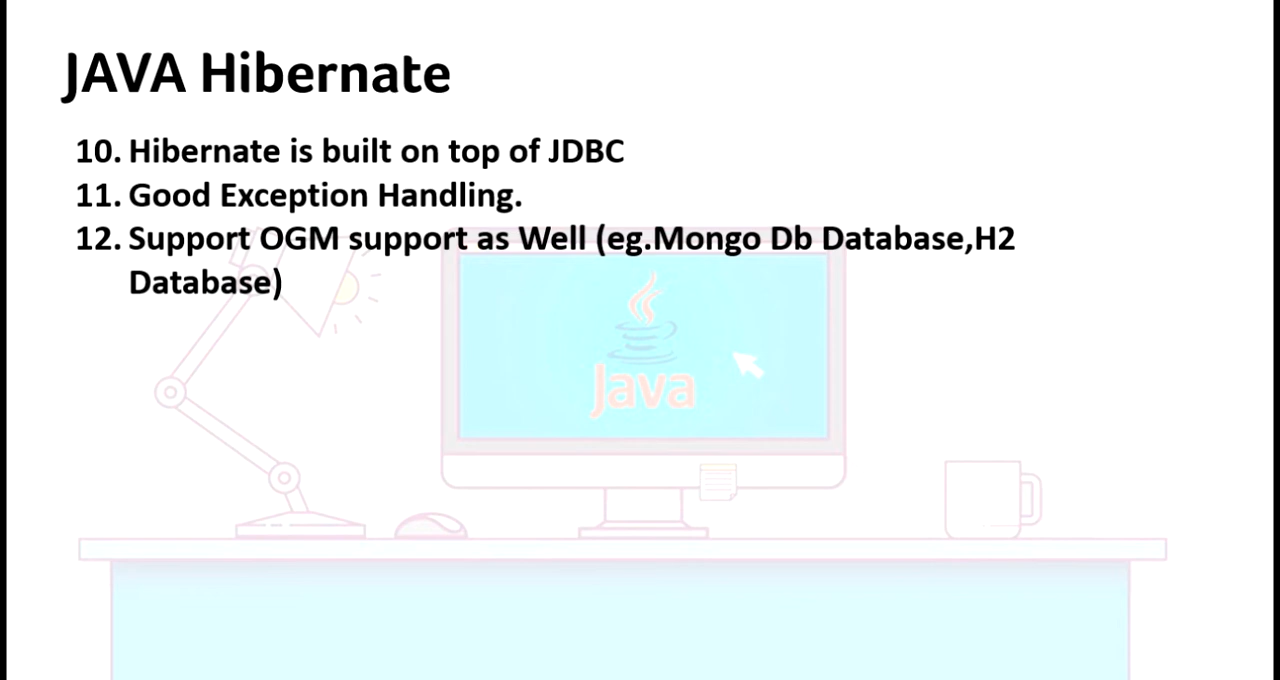 JAVA Hibernate
10. Hibernate is built on top of JDBC
11. Good Exception Handling.
12. Support OGM support as Well (eg.Mongo Db Database,H2
Database)
Java